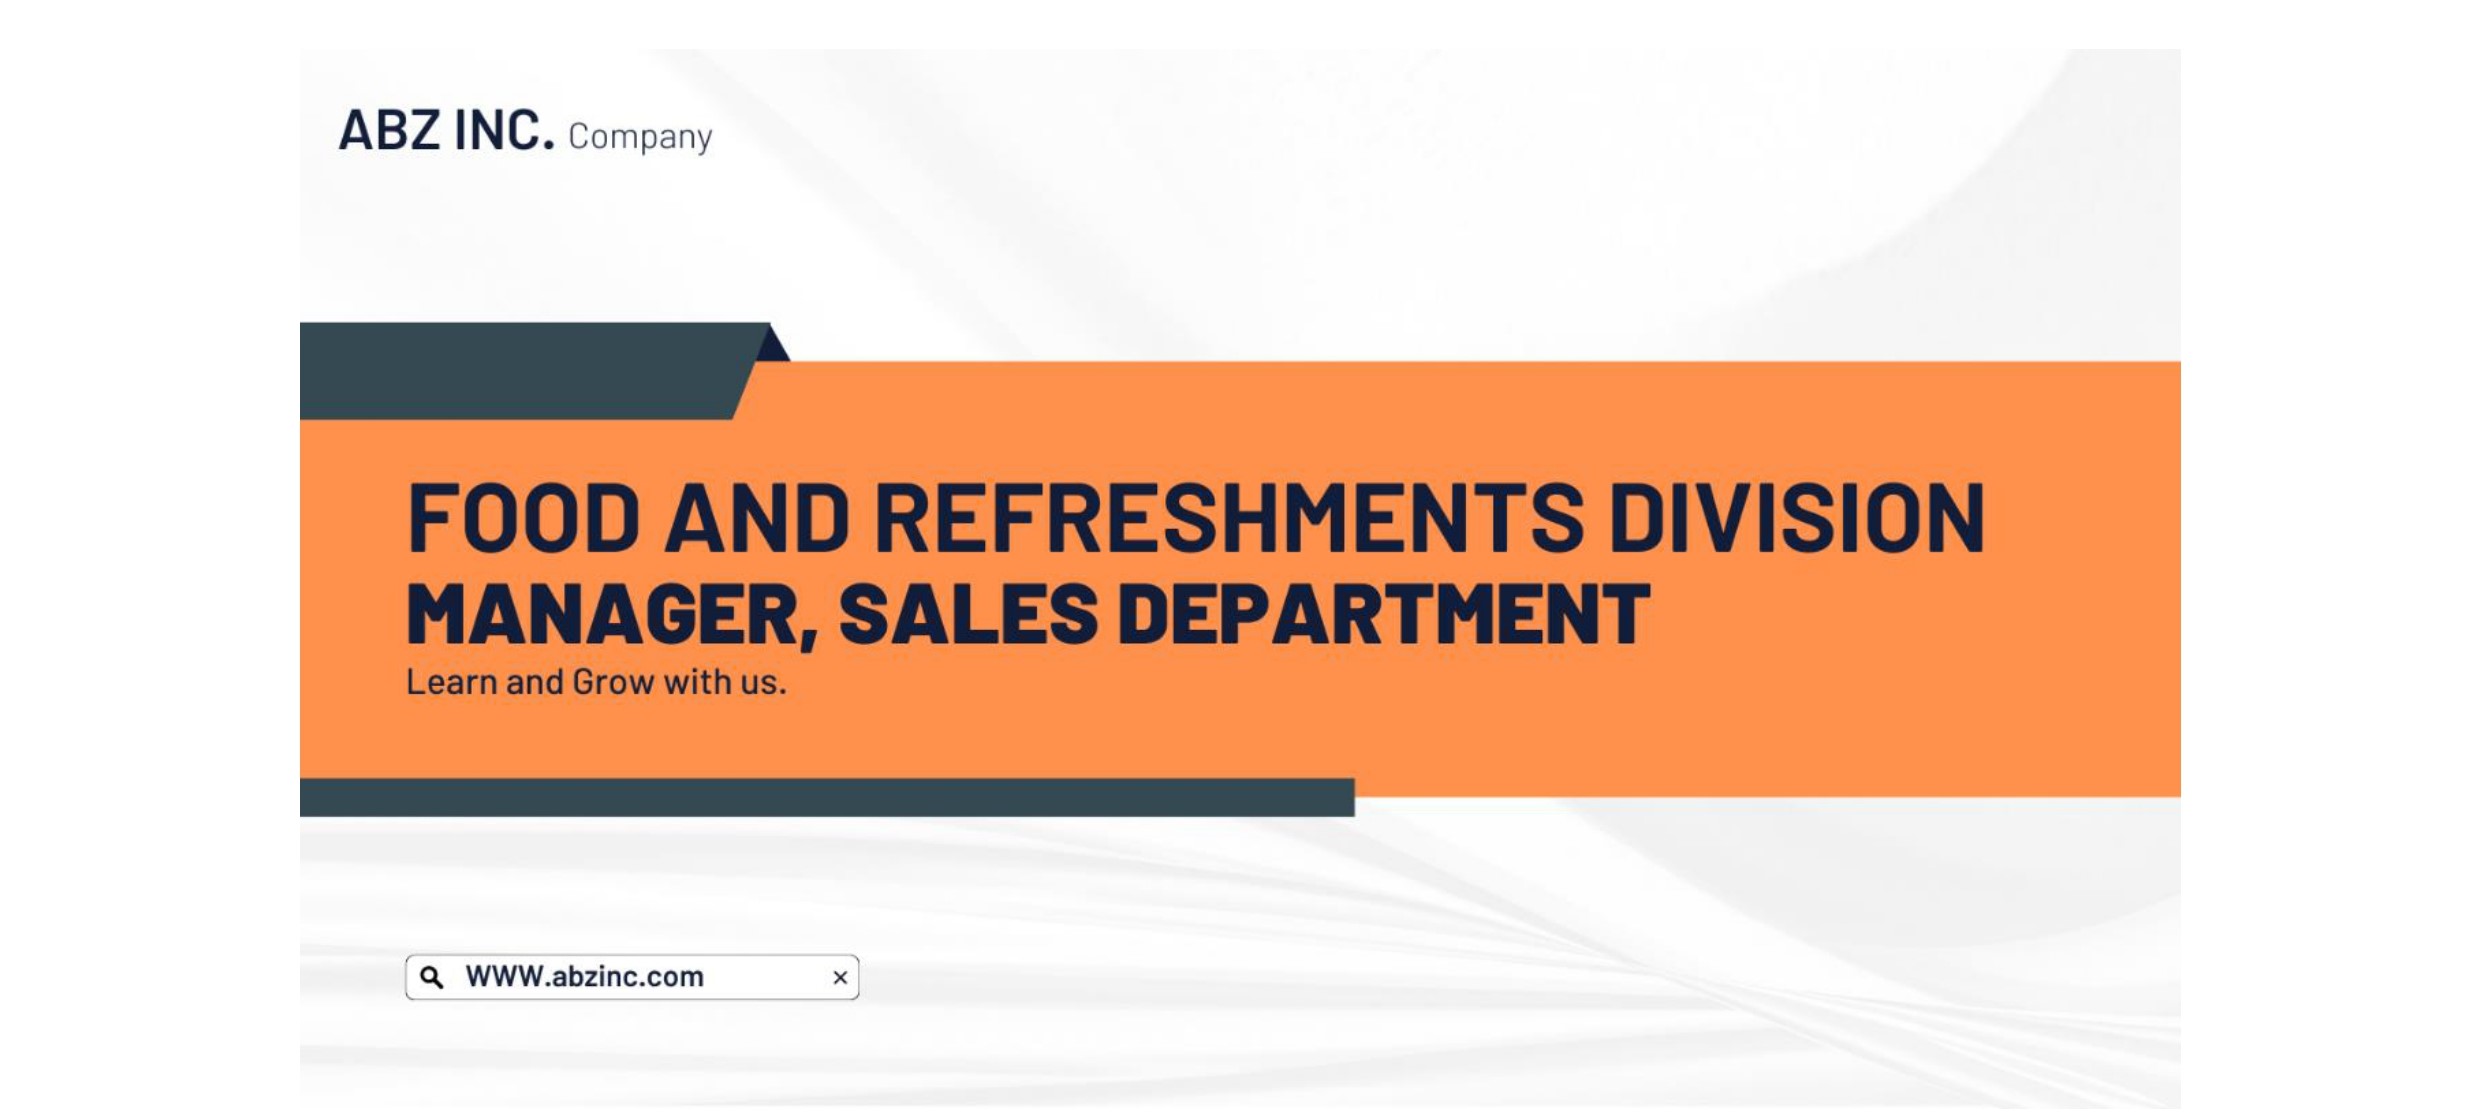 ABZ INC. Company
FOOD AND REFRESHMENTS DIVISION
MANAGER, SALES DEPARTMENT
Learn and Grow with us.
WWW.abzinc.com ×